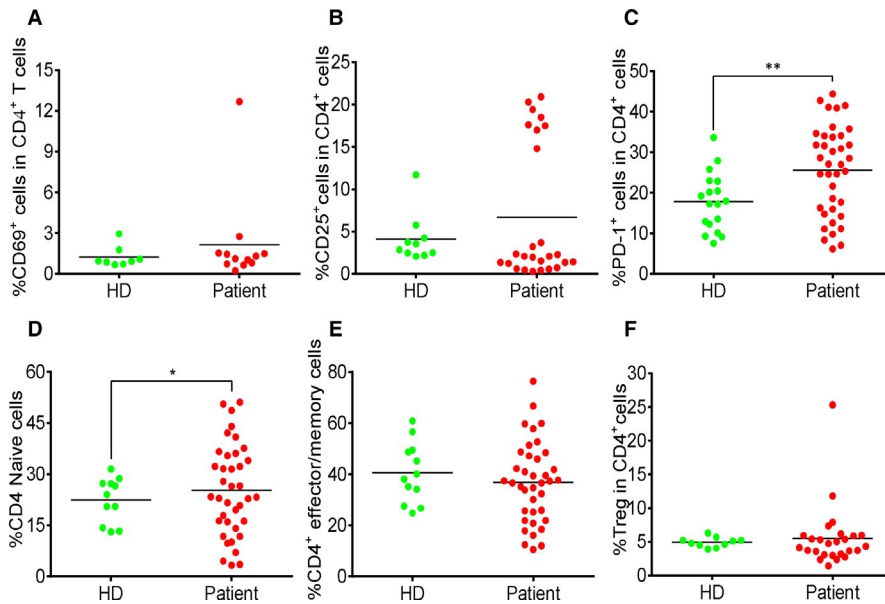 A
%CD69⁺ cells in CD4⁺ T cells
15
12
9
6
3
0
HD
Patient
B
%CD25⁺ cells in CD4⁺ cells
25
20
15
10
5
0
HD
Patient
C
%PD-1⁺ cells in CD4⁺ cells
50
40
30
20
10
0
**
HD
Patient
D
%CD4 Naive cells
60
45
30
15
0
*
HD
Patient
E
%CD4⁺ effector/memory cells
80
60
40
20
0
HD
Patient
F
%Treg in CD4⁺cells
30
25
20
15
10
5
0
HD
Patient